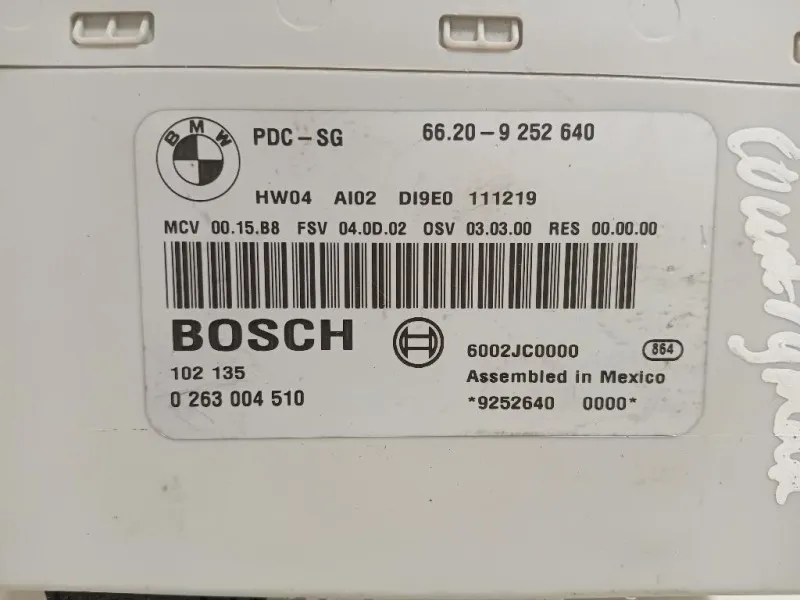 BMW
PDC-SG 66.20-9 252 640
HW04 AI02 DI9E0 111219
MCV 00.15.B8 FSV 04.0D.02 OSV 03.03.00 RES 00.00.00
BOSCH
102 135
0 263 004 510
6002JC0000 864
Assembled in Mexico
*9252640 0000*